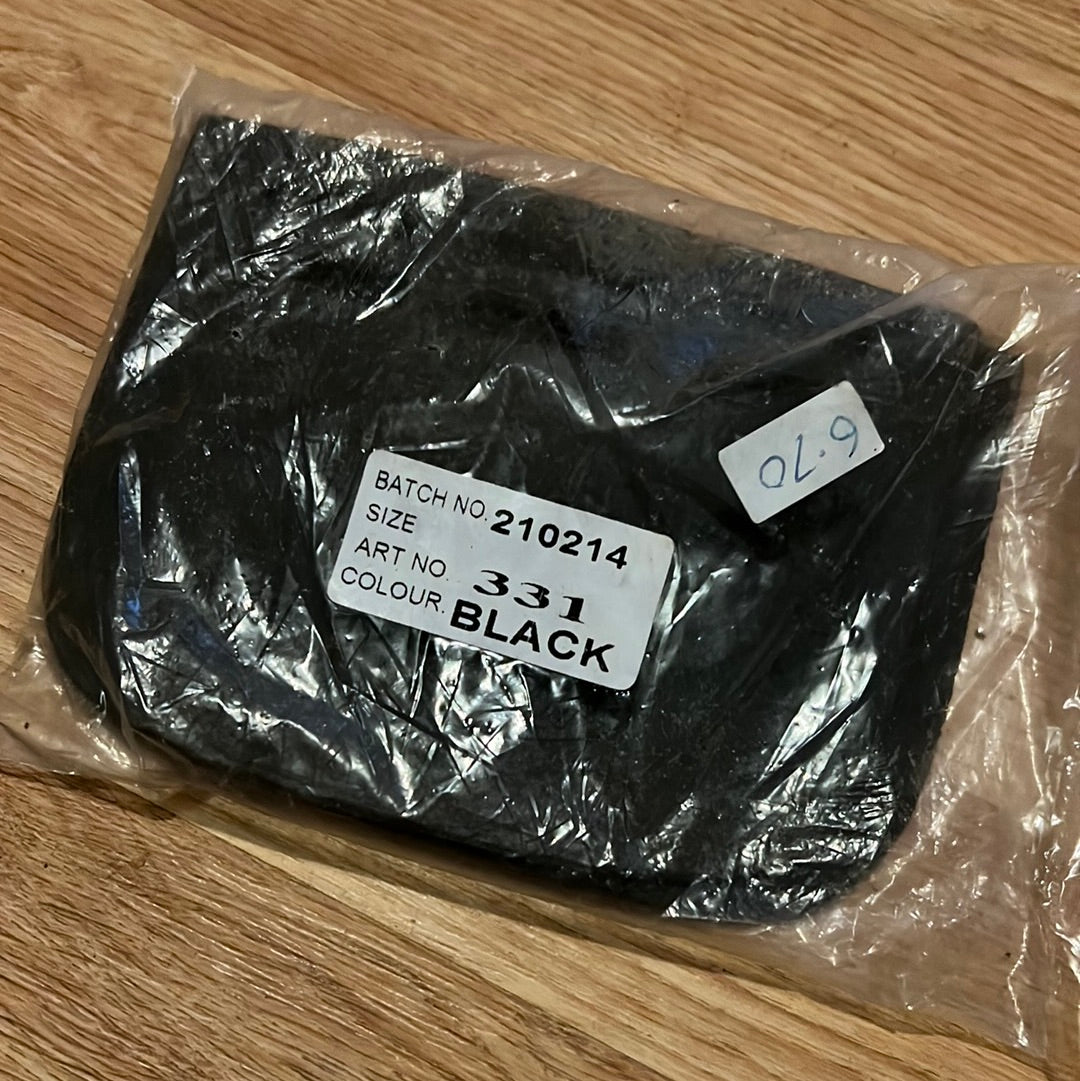 BATCH NO. 210214
SIZE
ART NO. 331
COLOUR. BLACK
6.70